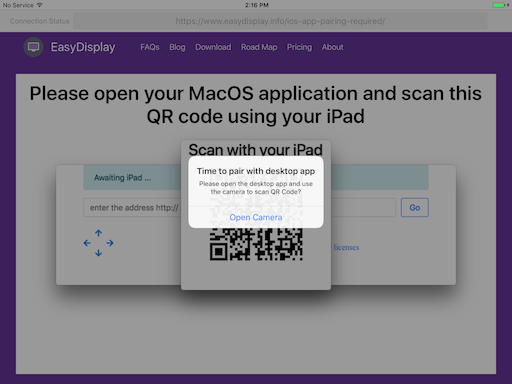 No Service 2:16 PM
Connection Status https://www.easydisplay.info/ios-app-pairing-required/
EasyDisplay FAQs Blog Download Road Map Pricing About
Please open your MacOS application and scan this
QR code using your iPad
Scan with your iPad
Awaiting iPad ...
Time to pair with desktop app
Please open the desktop app and use
the camera to scan QR Code?
enter the address http:// Go
Open Camera
licenses